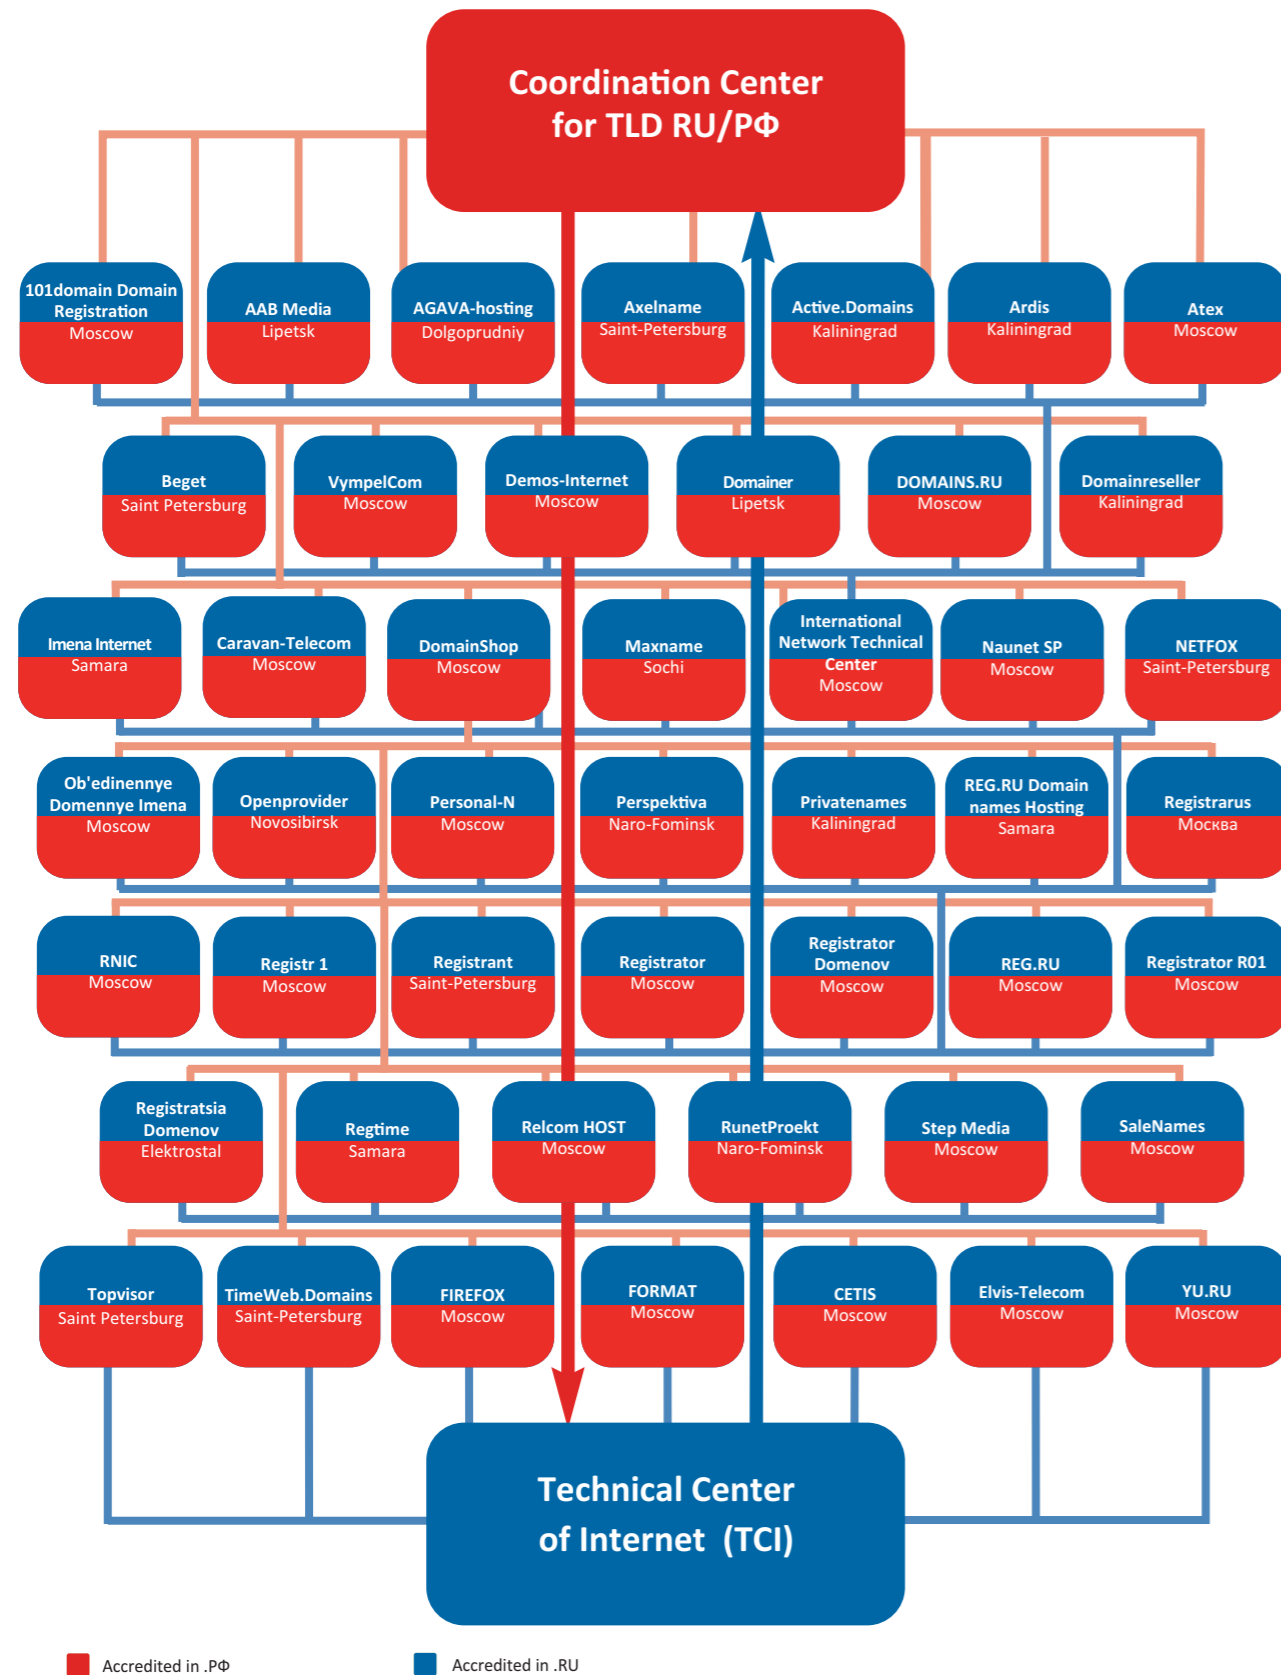 Coordination Center
for TLD RU/РФ
101domain Domain
Registration
Moscow
AAB Media
Lipetsk
AGAVA-hosting
Dolgoprudniy
Axelname
Saint-Petersburg
Active.Domains
Kaliningrad
Ardis
Kaliningrad
Atex
Moscow
Beget
Saint Petersburg
VympelCom
Moscow
Demos-Internet
Moscow
Domainer
Lipetsk
DOMAINS.RU
Moscow
Domainreseller
Kaliningrad
Imena Internet
Samara
Caravan-Telecom
Moscow
DomainShop
Moscow
Maxname
Sochi
International
Network Technical
Center
Moscow
Naunet SP
Moscow
NETFOX
Saint-Petersburg
Ob'edinennye
Domennye Imena
Moscow
Openprovider
Novosibirsk
Personal-N
Moscow
Perspektiva
Naro-Fominsk
Privatenames
Kaliningrad
REG.RU Domain
names Hosting
Samara
Registrarus
Москва
RNIC
Moscow
Registr 1
Moscow
Registrant
Saint-Petersburg
Registrator
Moscow
Registrator
Domenov
Moscow
REG.RU
Moscow
Registrator R01
Moscow
Registratsia
Domenov
Elektrostal
Regtime
Samara
Relcom HOST
Moscow
RunetProekt
Naro-Fominsk
Step Media
Moscow
SaleNames
Moscow
Topvisor
Saint Petersburg
TimeWeb.Domains
Saint-Petersburg
FIREFOX
Moscow
FORMAT
Moscow
CETIS
Moscow
Elvis-Telecom
Moscow
YU.RU
Moscow
Technical Center
of Internet (TCI)
Accredited in .РФ
Accredited in .RU